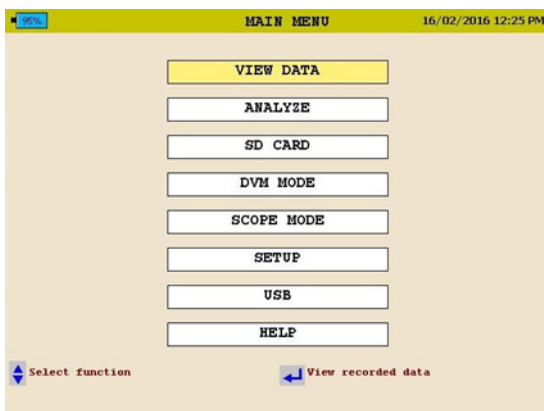 95% MAIN MENU 16/02/2016 12:25 PM
VIEW DATA
ANALYZE
SD CARD
DVM MODE
SCOPE MODE
SETUP
USB
HELP
Select function View recorded data